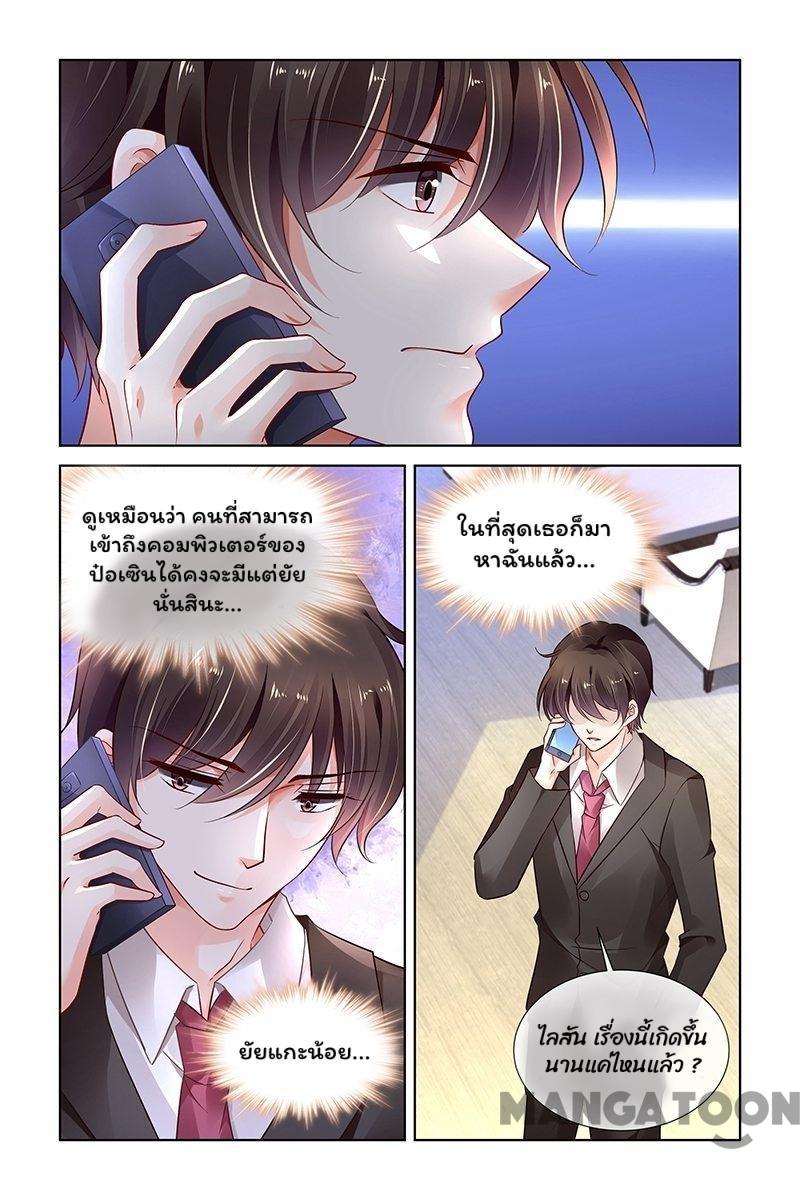 ดูเหมือนว่า คนที่สามารถ
เข้าถึงคอมพิวเตอร์ของ
ป๋อเซินได้คงจะมีแต่ยัย
นั่นสินะ...
ยัยแกะน้อย...
ในที่สุดเธอก็มา
หาฉันแล้ว...
ไลสัน เรื่องนี้เกิดขึ้น
นานแค่ไหนแล้ว ?
MANGATOON